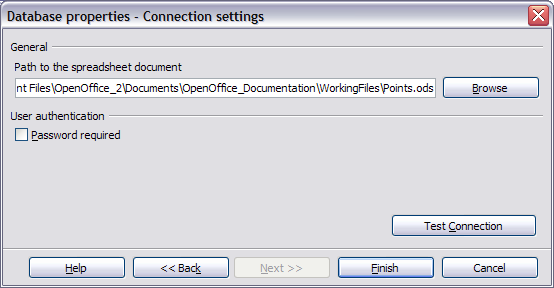 Database properties - Connection settings
General
Path to the spreadsheet document
nt Files\OpenOffice_2\Documents\OpenOffice_Documentation\WorkingFiles\Points.ods
Browse
User authentication
Password required
Test Connection
Help
<< Back
Next >>
Finish
Cancel